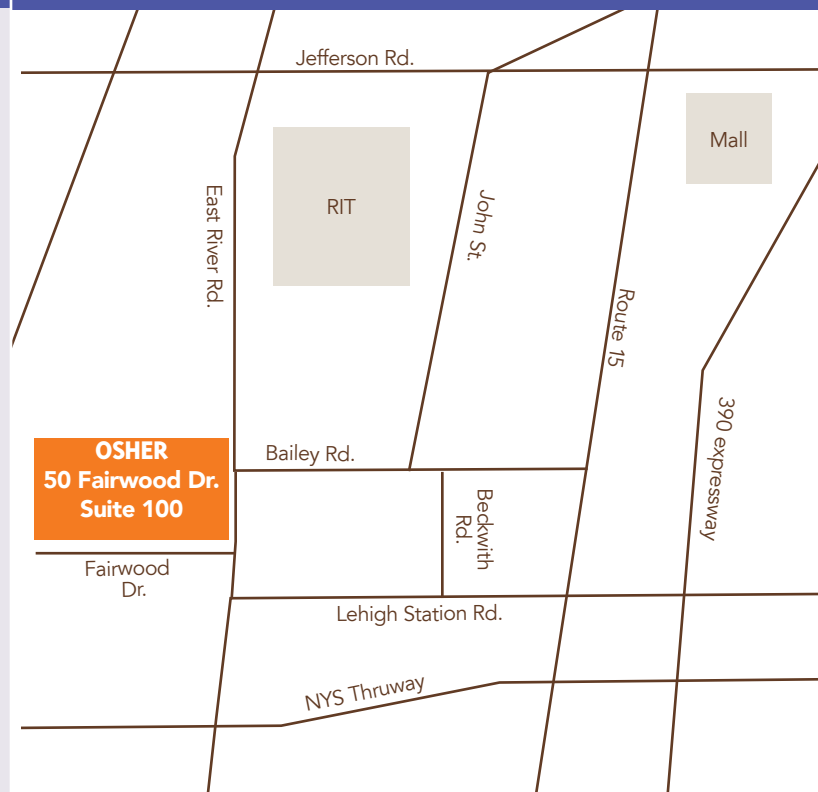 Jefferson Rd.
Mall
RIT
East River Rd.
John St.
Route 15
390 expressway
OSHER
50 Fairwood Dr.
Suite 100
Bailey Rd.
Beckwith
Rd.
Fairwood
Dr.
Lehigh Station Rd.
NYS Thruway